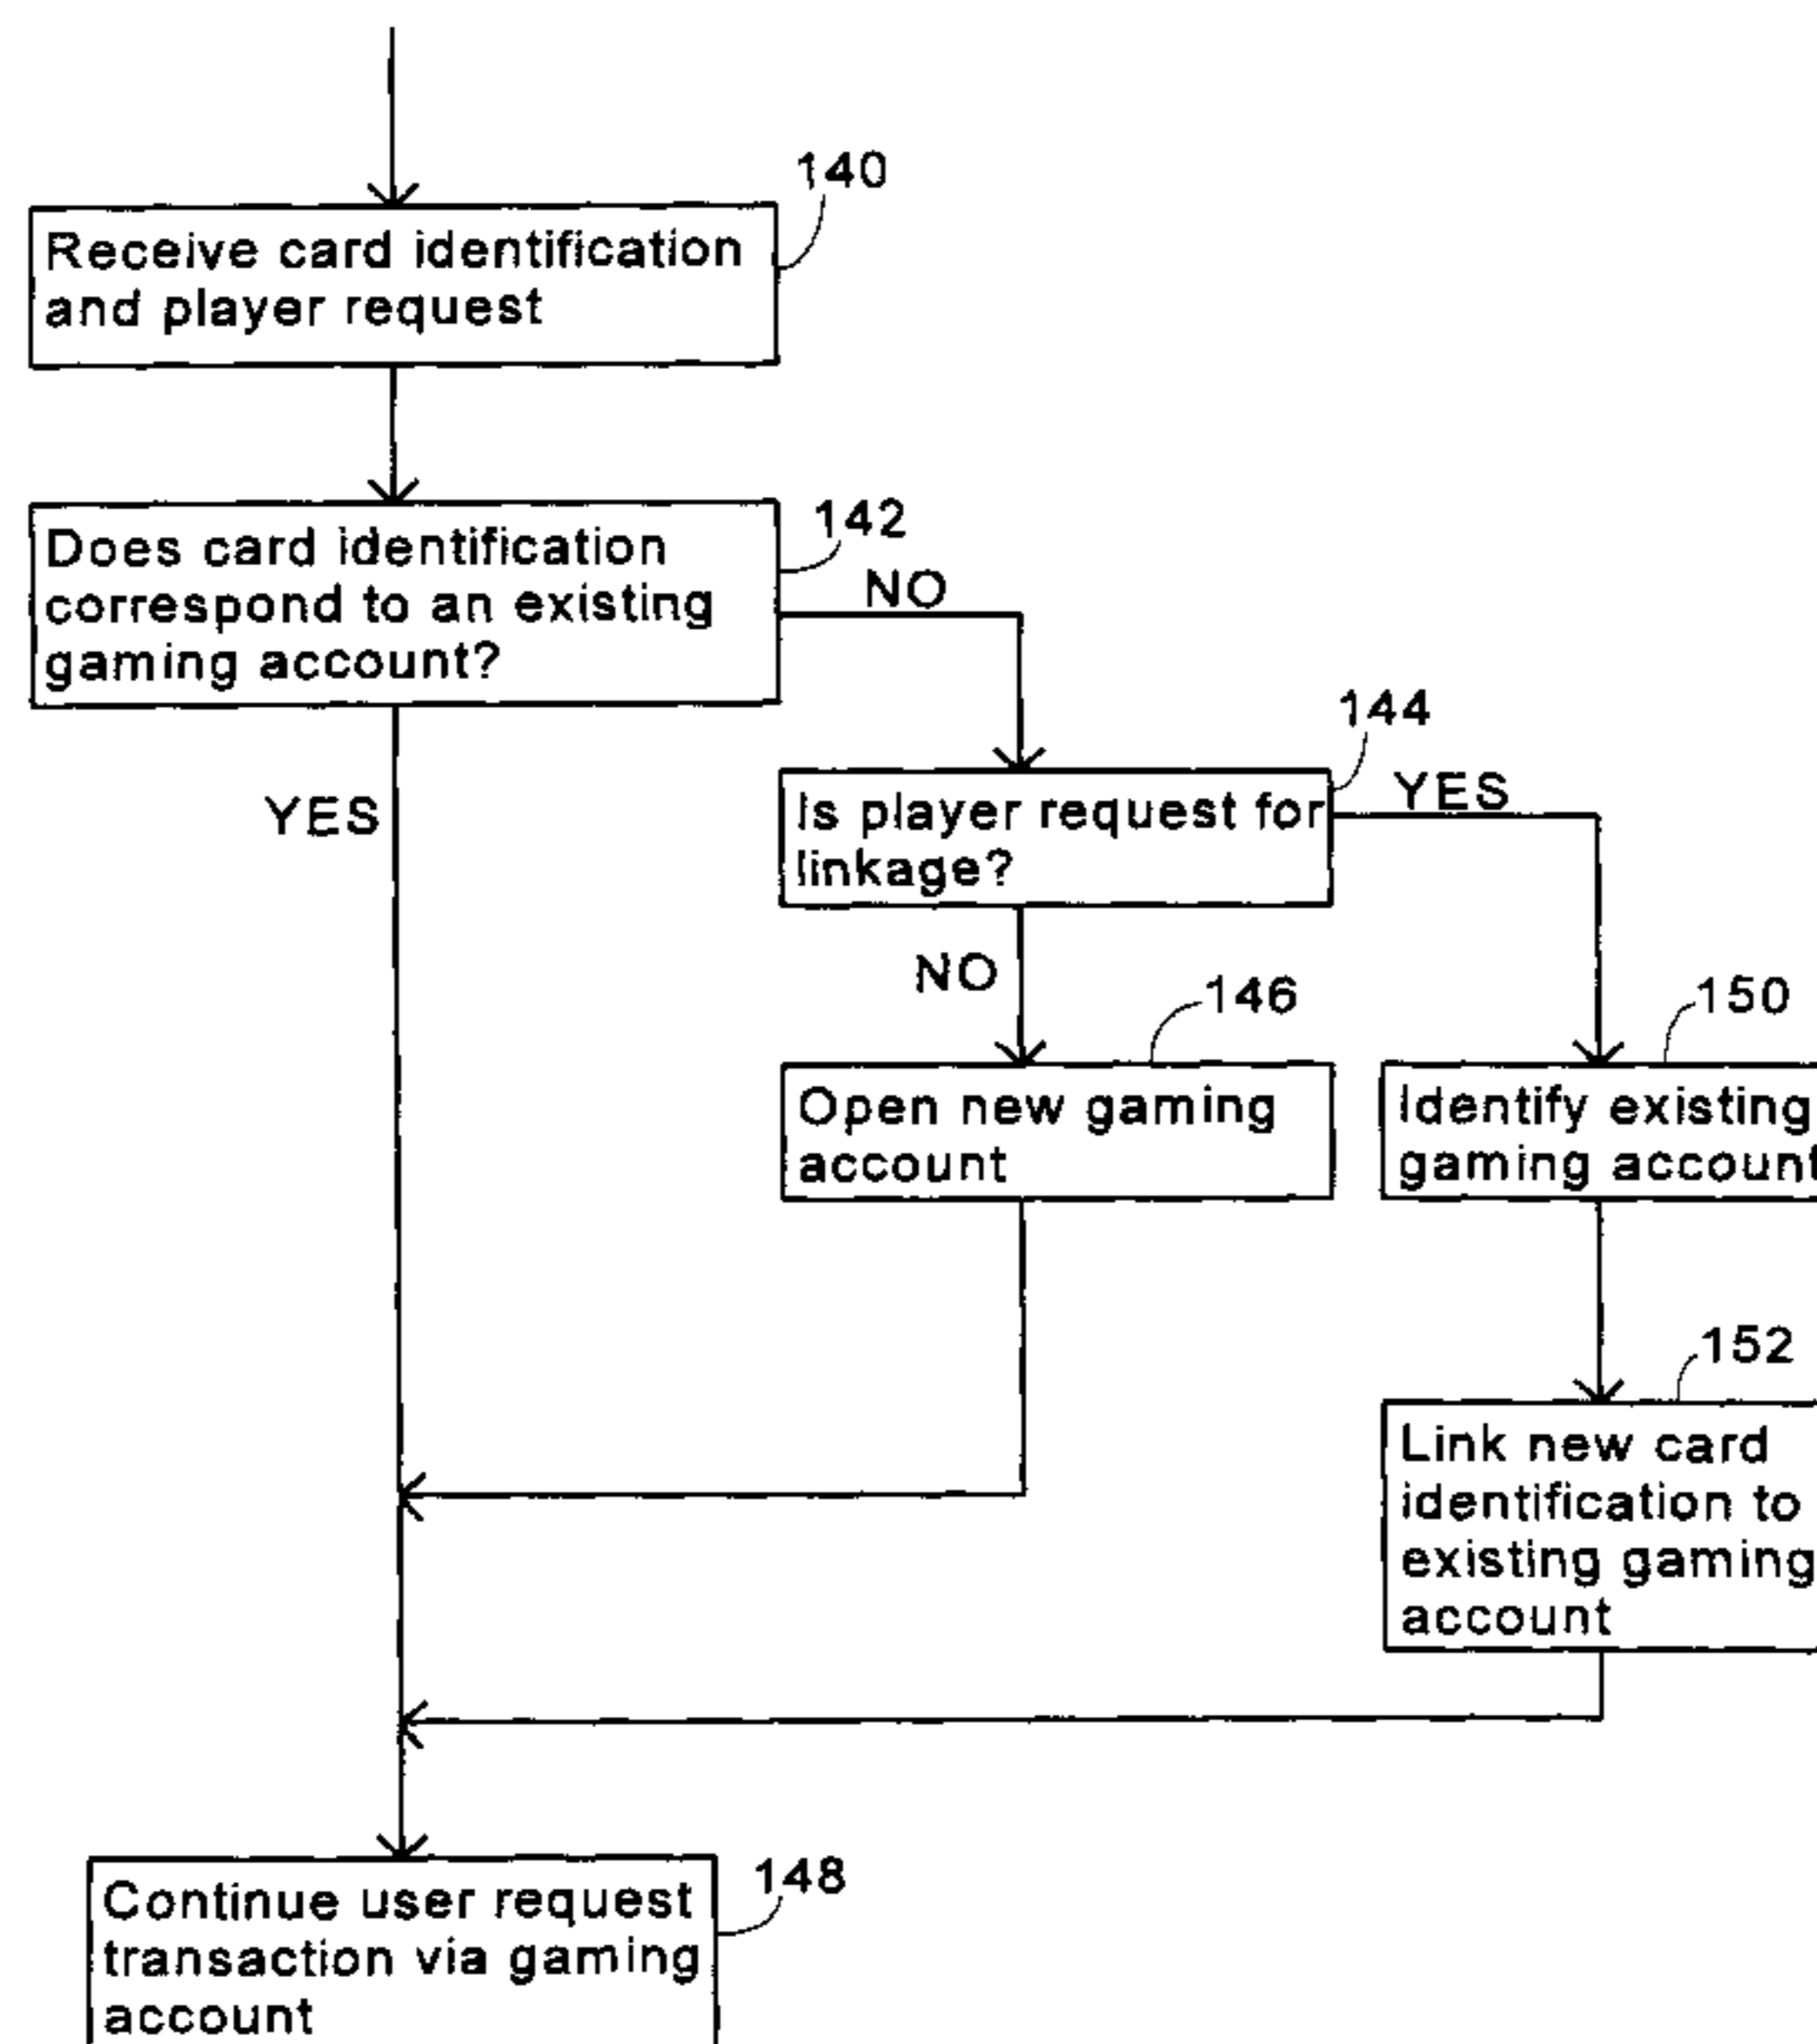 140
Receive card identification
and player request
142
Does card identification
correspond to an existing
gaming account?
NO
YES
144
Is player request for
linkage?
YES
NO
146
Open new gaming
account
150
Identify existing
gaming account
152
Link new card
identification to
existing gaming
account
148
Continue user request
transaction via gaming
account